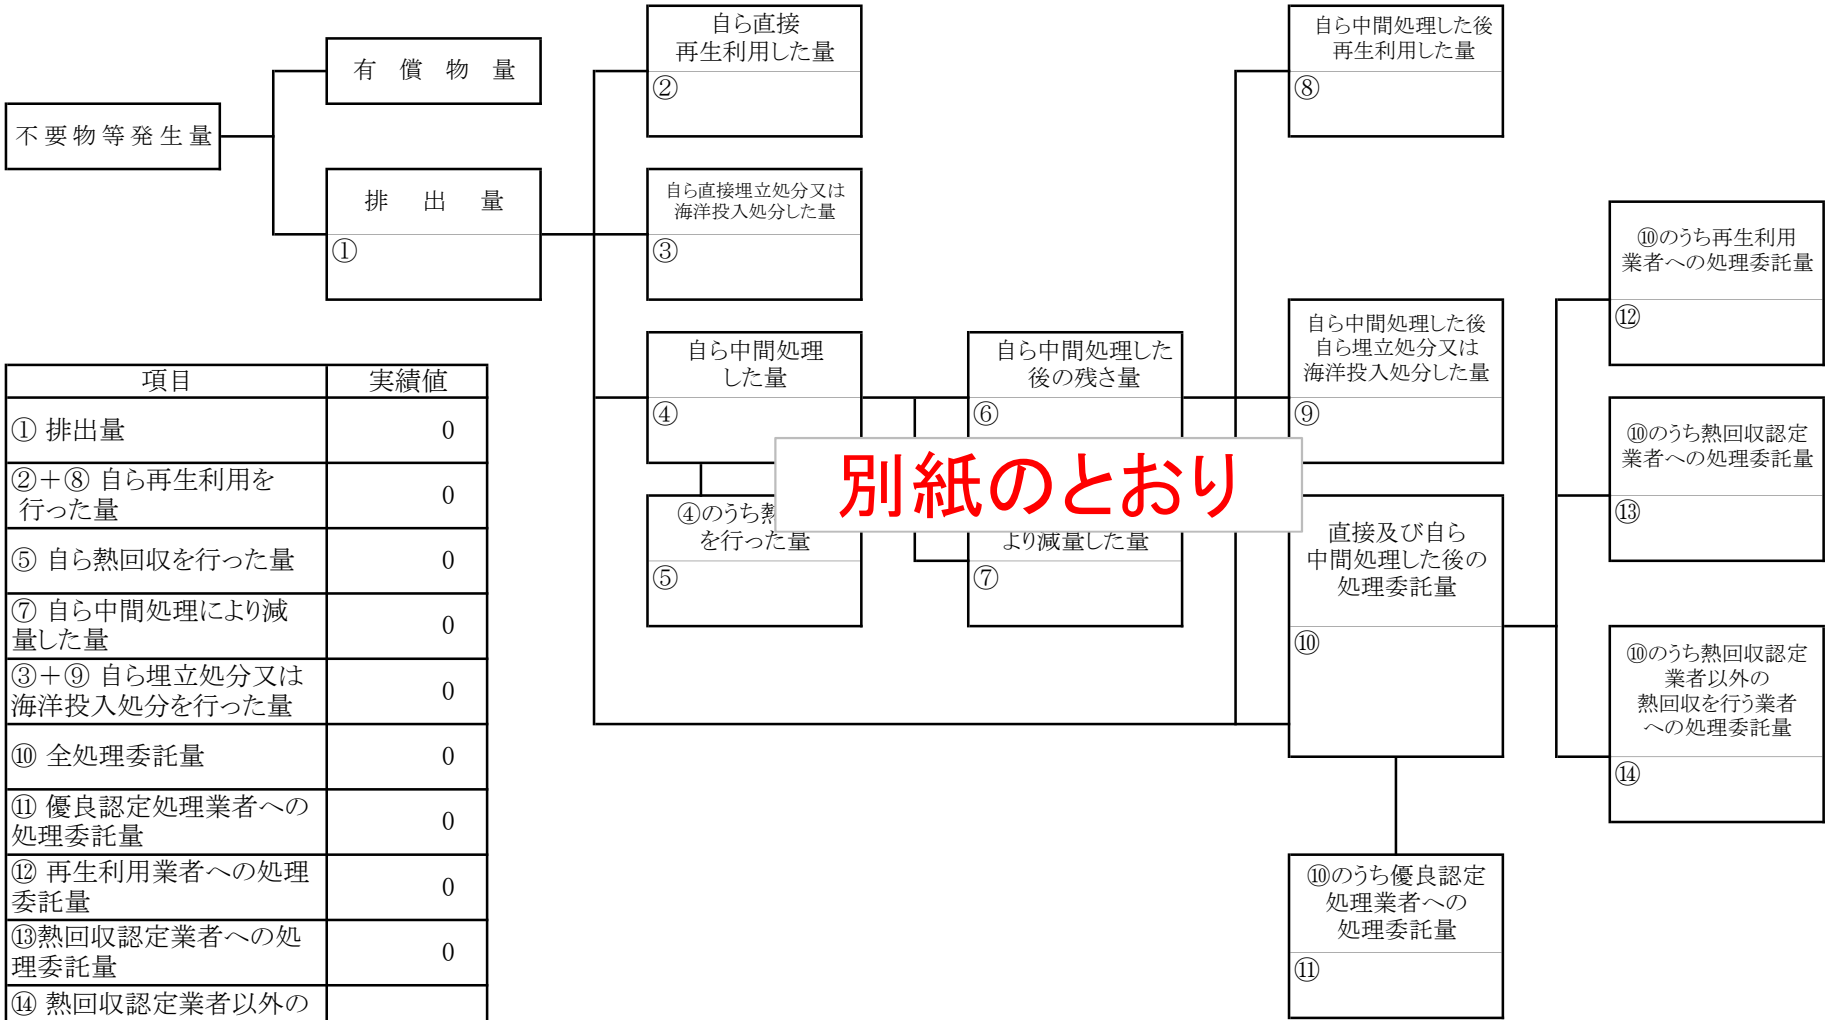 不要物等発生量
有償物量
排出量
①
自ら直接
再生利用した量
②
自ら直接埋立処分又は
海洋投入処分した量
③
自ら中間処理
した量
④
④のうち熱
を行った量
⑤
自ら中間処理した
後の残さ量
⑥
より減量した量
⑦
別紙のとおり
自ら中間処理した後
再生利用した量
⑧
自ら中間処理した後
自ら埋立処分又は
海洋投入処分した量
⑨
直接及び自ら
中間処理した後の
処理委託量
⑩
⑩のうち優良認定
処理業者への
処理委託量
⑪
⑩のうち再生利用
業者への処理委託量
⑫
⑩のうち熱回収認定
業者への処理委託量
⑬
⑩のうち熱回収認定
業者以外の
熱回収を行う業者
への処理委託量
⑭
項目 実績値
① 排出量 0
②+⑧ 自ら再生利用を
行った量 0
⑤ 自ら熱回収を行った量 0
⑦ 自ら中間処理により減
量した量 0
③+⑨ 自ら埋立処分又は
海洋投入処分を行った量 0
⑩ 全処理委託量 0
⑪ 優良認定処理業者への
処理委託量 0
⑫ 再生利用業者への処理
委託量 0
⑬熱回収認定業者への処
理委託量 0
⑭ 熱回収認定業者以外の